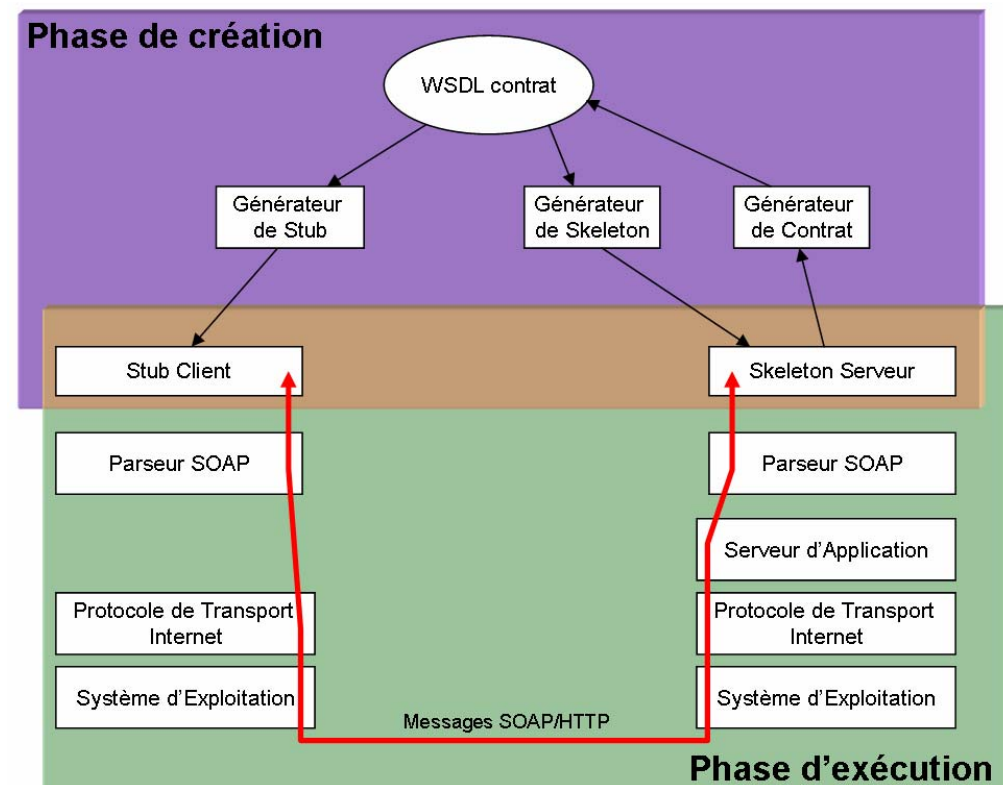 Phase de création
WSDL contrat
Générateur
de Stub
Générateur
de Skeleton
Générateur
de Contrat
Stub Client
Skeleton Serveur
Parseur SOAP
Parseur SOAP
Serveur d'Application
Protocole de Transport
Internet
Protocole de Transport
Internet
Système d'Exploitation
Système d'Exploitation
Messages SOAP/HTTP
Phase d'exécution